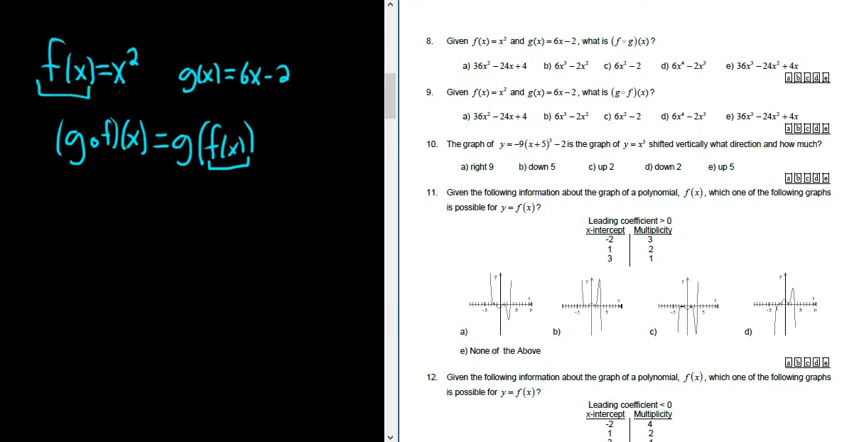 f(x)=x² g(x)=6x-2
(g∘f)(x)=g(f(x))
8. Given f(x)=x² and g(x)=6x−2, what is (f∘g)(x)?
a) 36x²−24x+4 b) 6x³−2x² c) 6x²−2 d) 6x⁴−2x³ e) 36x³−24x²+4x
a b c d e
9. Given f(x)=x² and g(x)=6x−2, what is (g∘f)(x)?
a) 36x²−24x+4 b) 6x³−2x² c) 6x²−2 d) 6x⁴−2x³ e) 36x³−24x²+4x
a b c d e
10. The graph of y=−9(x+5)³−2 is the graph of y=x³ shifted vertically what direction and how much?
a) right 9 b) down 5 c) up 2 d) down 2 e) up 5
a b c d e
11. Given the following information about the graph of a polynomial, f(x), which one of the following graphs
is possible for y=f(x)?
Leading coefficient > 0
x-intercept Multiplicity
-2 3
1 2
3 1
a) b) c) d)
e) None of the Above
a b c d e
12. Given the following information about the graph of a polynomial, f(x), which one of the following graphs
is possible for y=f(x)?
Leading coefficient < 0
x-intercept Multiplicity
-2 4
1 2